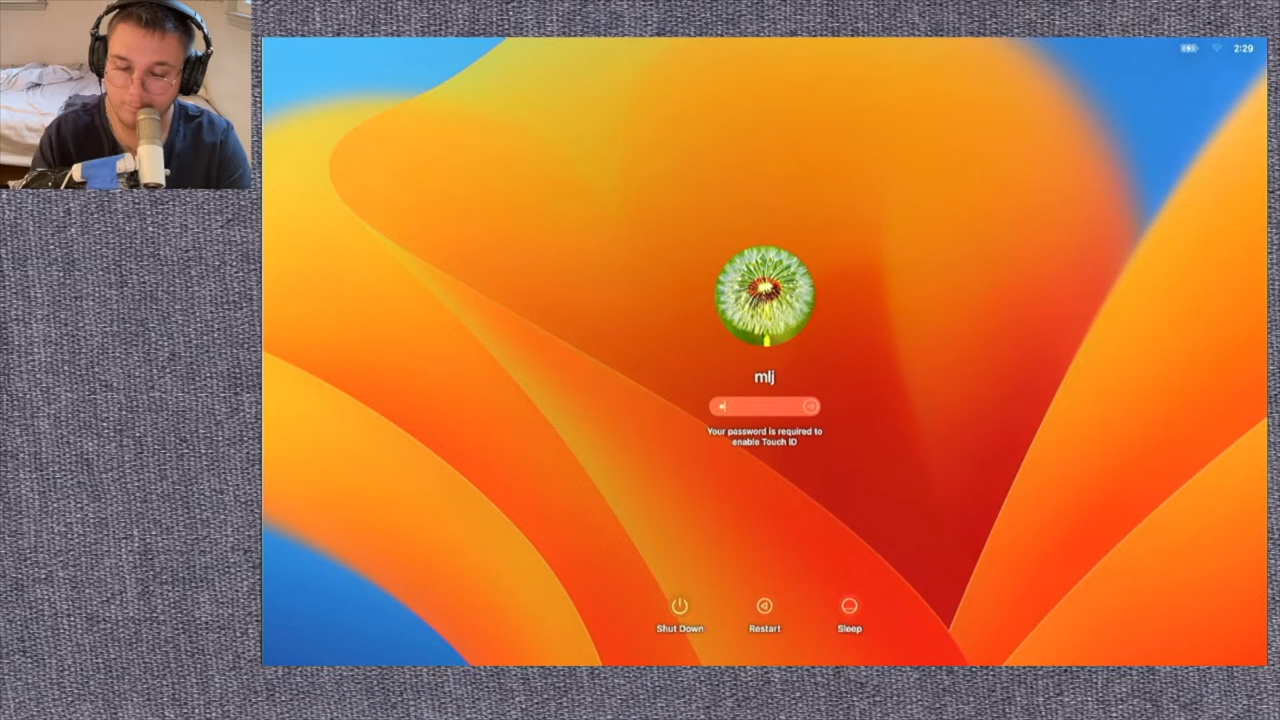 2:29
mlj
Your password is required to
enable Touch ID
Shut Down
Restart
Sleep